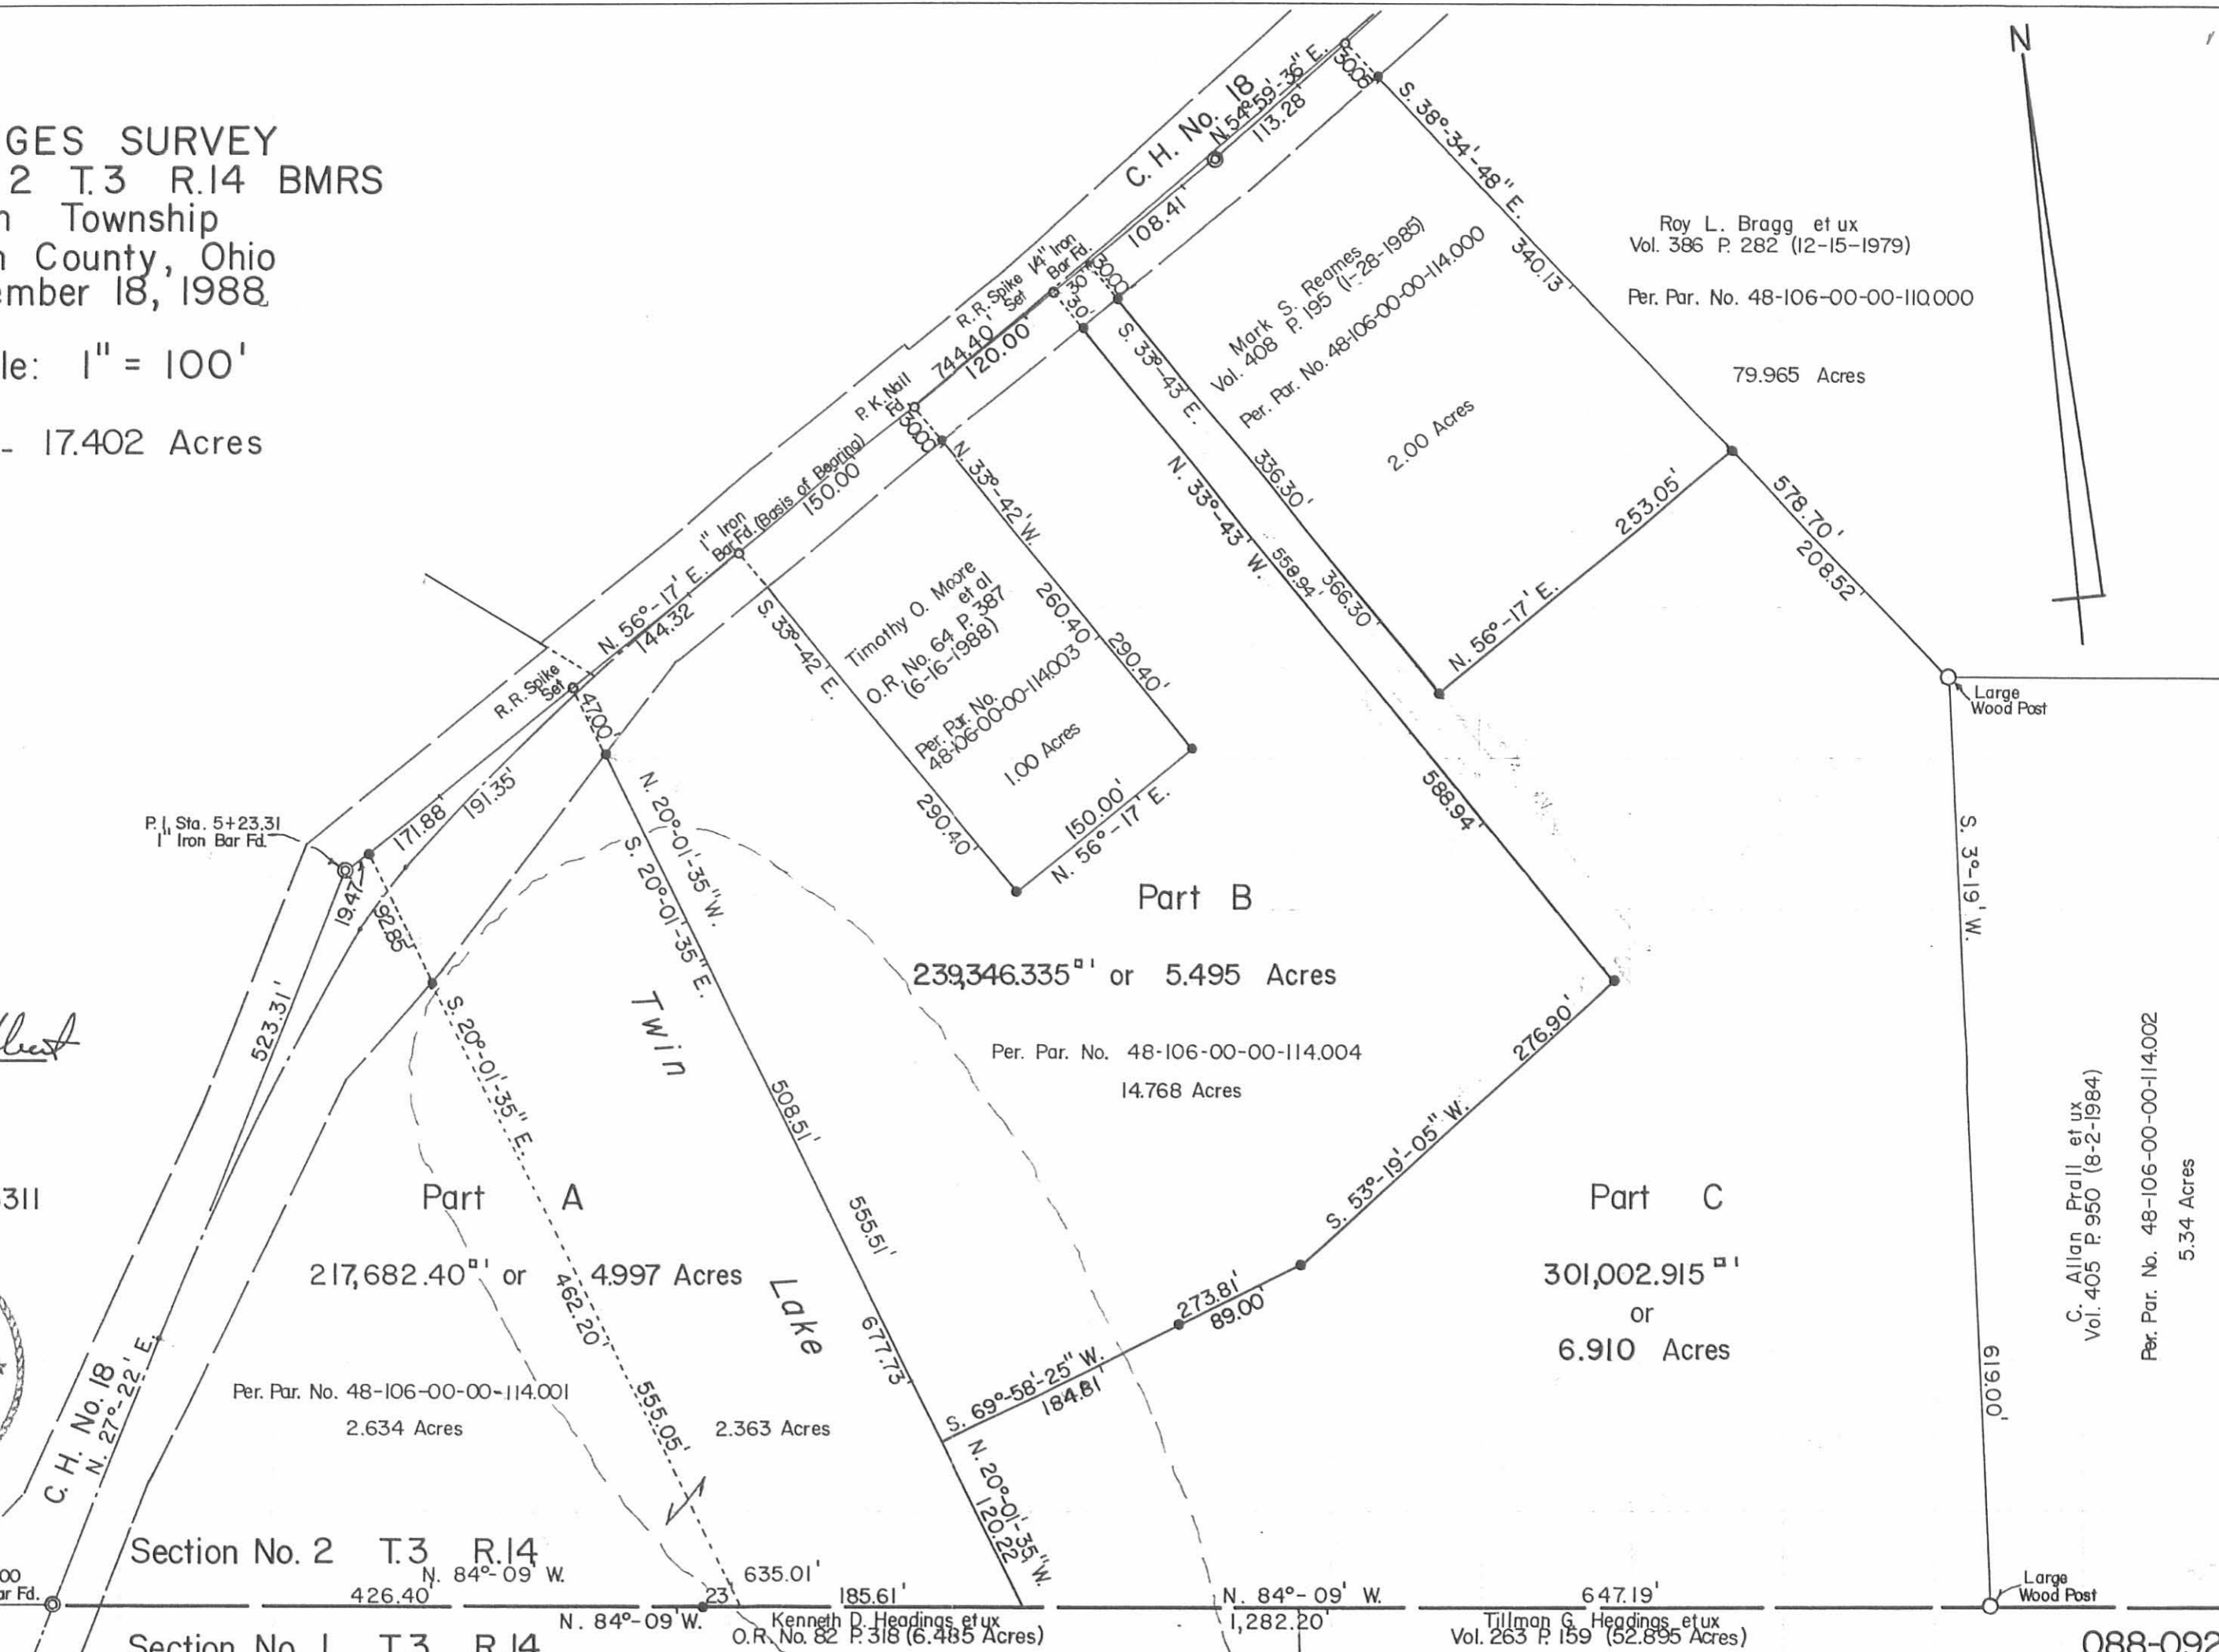 GES SURVEY
2 T.3 R.14 BMRS
Township
County, Ohio
ember 18, 1988
le: 1" = 100'
17.402 Acres
N
C. H. No. 18
N. 54°-59'-36" E.
113.28'
30.08
108.41'
S. 38°-34'-48" E.
340.13'
Roy L. Bragg et ux
Vol. 386 P. 282 (12-15-1979)
Per. Par. No. 48-106-00-00-110.000
79.965 Acres
Mark S. Reames
Vol. 408 P. 195 (1-28-1985)
Per. Par. No. 48-106-00-00-114.000
2.00 Acres
1/4" Iron
Bar Fd.
R.R. Spike
Set
30'
30.00
30'
744.40'
120.00'
P.K. Nail
Fd.
30.00
S. 33°-43' E.
336.30'
366.30'
N. 33°-43' W.
558.94'
588.94'
253.05'
N. 56°-17' E.
578.70'
208.52'
Large
Wood Post
1" Iron
Bar Fd. (Basis of Bearing)
150.00
N. 56°-17' E.
144.32'
N. 33°-42' W.
260.40'
290.40'
S. 33°-42' E.
290.40'
Timothy O. Moore
et al
O.R. No. 64 P. 387
(6-16-1988)
Per. Par. No.
48-106-00-00-114.003
1.00 Acres
150.00'
N. 56°-17' E.
R.R. Spike
Set
47.00'
171.88'
191.35'
P.I. Sta. 5+23.31
1" Iron Bar Fd.
19.47'
92.85'
523.31'
N. 20°-01'-35" W.
S. 20°-01'-35" E.
508.51'
555.51'
677.73'
Twin
Lake
Part B
239,346.335▫' or 5.495 Acres
Per. Par. No. 48-106-00-00-114.004
14.768 Acres
276.90'
S. 53°-19'-05" W.
273.81'
89.00'
S. 69°-58'-25" W.
184.81'
N. 20°-01'-35" W.
120.22'
S. 20°-01'-35" E.
462.20'
555.05'
311
Part A
217,682.40▫' or 4.997 Acres
Per. Par. No. 48-106-00-00-114.001
2.634 Acres
2.363 Acres
C. H. No. 18
N. 27°-22' E.
Part C
301,002.915▫'
or
6.910 Acres
S. 3°-19' W.
619.00'
C. Allan Prall et ux
Vol. 405 P. 950 (8-2-1984)
Per. Par. No. 48-106-00-00-114.002
5.34 Acres
Large
Wood Post
Section No. 2 T.3 R.14
N. 84°-09' W.
635.01'
426.40'
23'
185.61'
N. 84°-09' W.
647.19'
00
ar Fd.
N. 84°-09' W.
Kenneth D. Headings et ux
O.R. No. 82 P. 318 (6.485 Acres)
1,282.20'
Tillman G. Headings et ux
Vol. 263 P. 159 (52.895 Acres)
Section No. 1 T.3 R.14
088-092